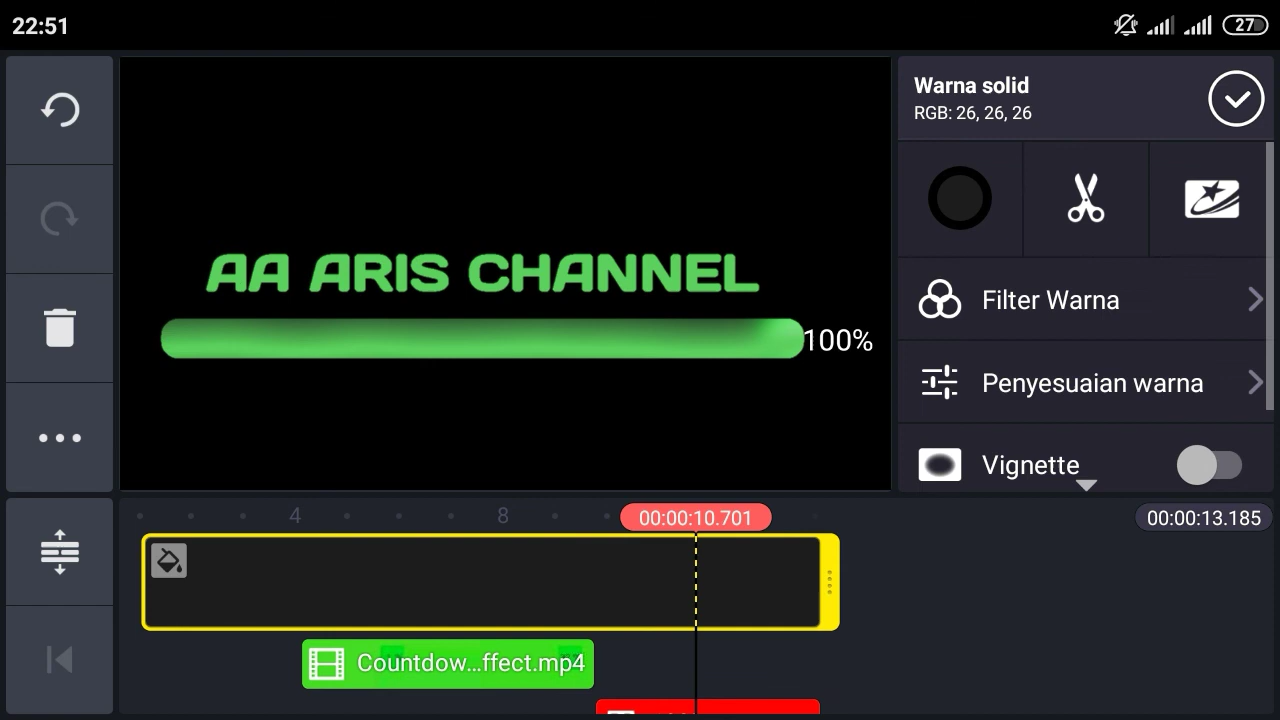 22:51
27
Warna solid
RGB: 26, 26, 26
AA ARIS CHANNEL
100%
Filter Warna
Penyesuaian warna
Vignette
4
8
00:00:10.701
00:00:13.185
Countdow...ffect.mp4